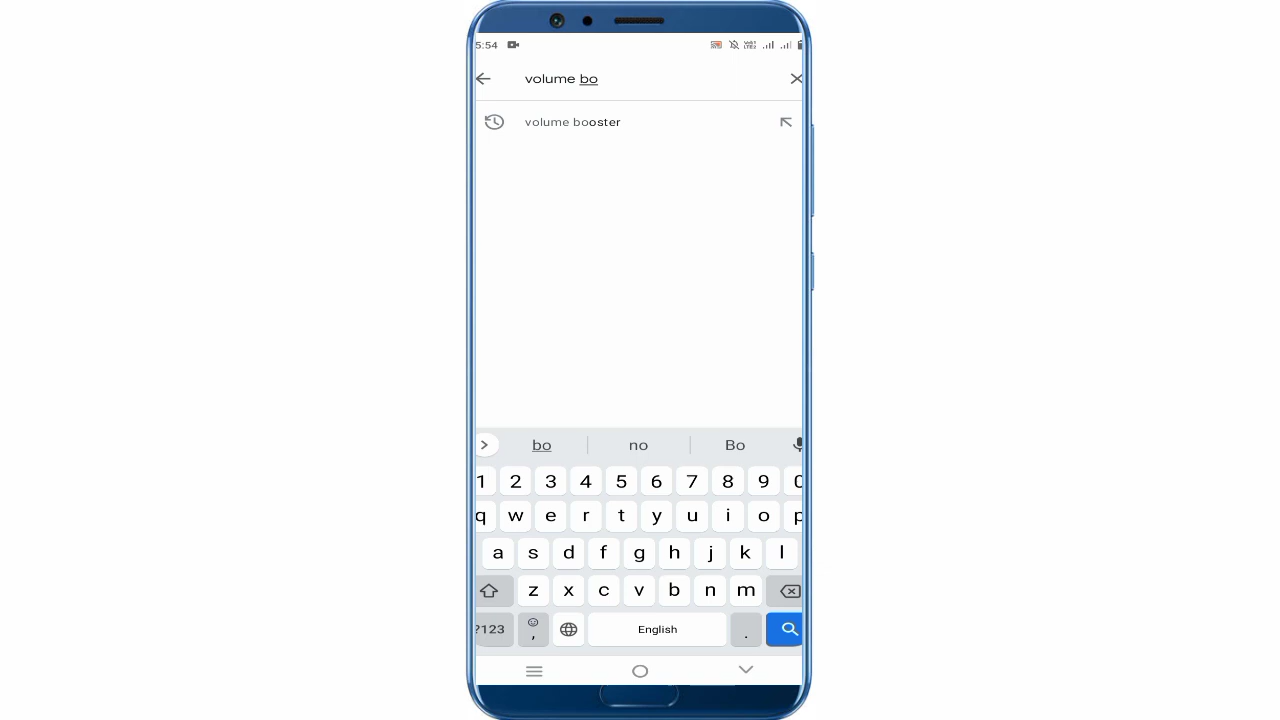 5:54
volume bo
volume booster
bo no Bo
1 2 3 4 5 6 7 8 9 0
q w e r t y u i o p
a s d f g h j k l
z x c v b n m
?123 , English .